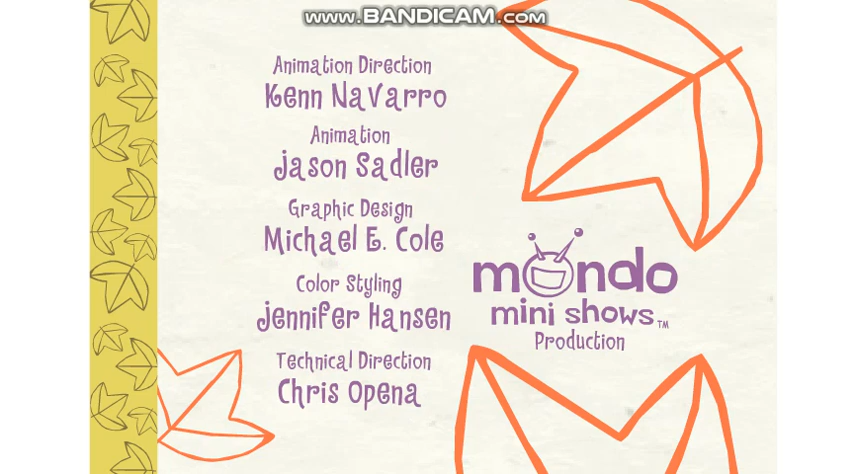 www.BANDICAM.com
Animation Direction
Kenn Navarro
Animation
Jason Sadler
Graphic Design
Michael E. Cole
Color Styling
Jennifer Hansen
Technical Direction
Chris Opena
mondo
mini shows™
Production